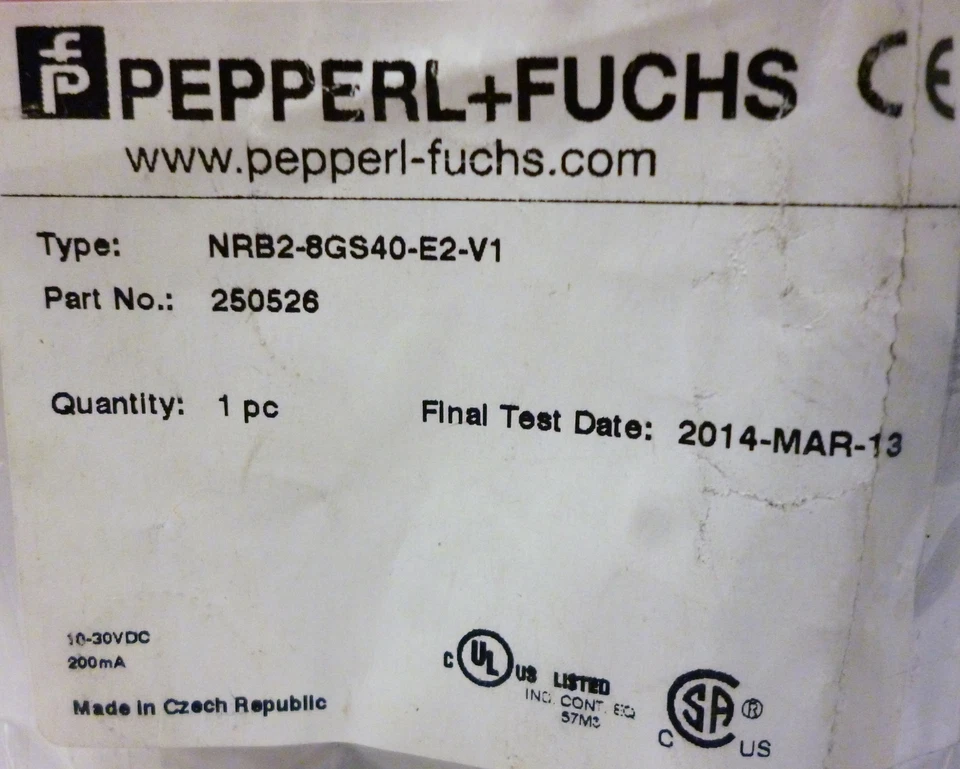 PEPPERL+FUCHS CE
www.pepperl-fuchs.com
Type: NRB2-8GS40-E2-V1
Part No.: 250526
Quantity: 1 pc
Final Test Date: 2014-MAR-13
10-30VDC
200mA
Made in Czech Republic
C UL US LISTED
IND. CONT. EQ
57M3
C SA ® US